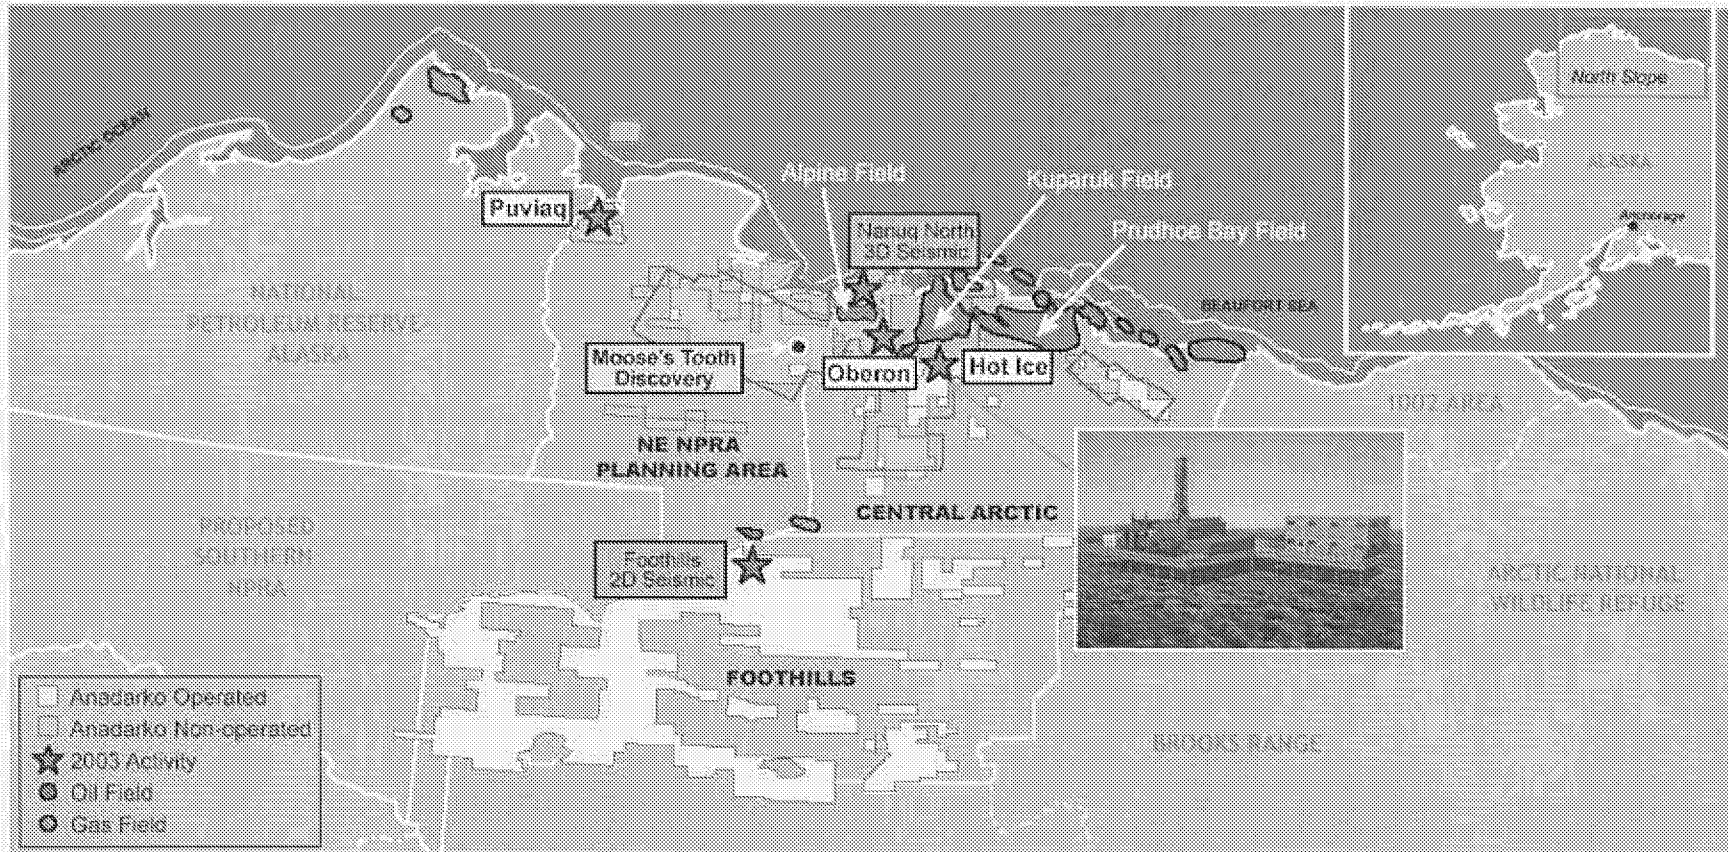 ARCTIC OCEAN
North Slope
ALASKA
Anchorage
Alpine Field
Kuparuk Field
Puviaq
Nanuq North
3D Seismic
Prudhoe Bay Field
NATIONAL
PETROLEUM RESERVE
ALASKA
BEAUFORT SEA
Moose's Tooth
Discovery
Oberon
Hot Ice
1002 AREA
NE NPRA
PLANNING AREA
CENTRAL ARCTIC
PROPOSED
SOUTHERN
NPRA
Foothills
2D Seismic
ARCTIC NATIONAL
WILDLIFE REFUGE
FOOTHILLS
BROOKS RANGE
Anadarko Operated
Anadarko Non-operated
2003 Activity
Oil Field
Gas Field